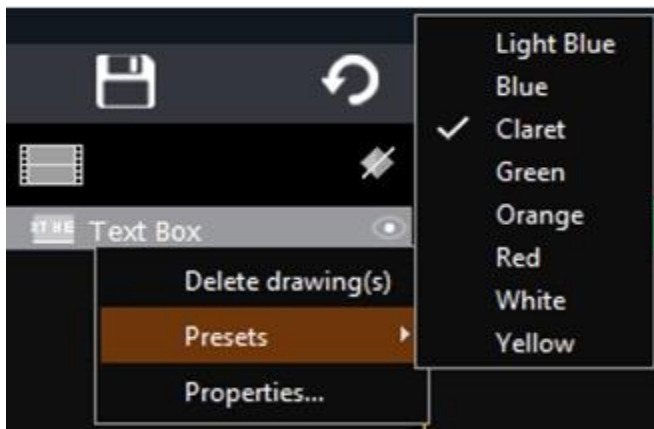 Text Box
Delete drawing(s)
Presets
Properties...
Light Blue
Blue
Claret
Green
Orange
Red
White
Yellow